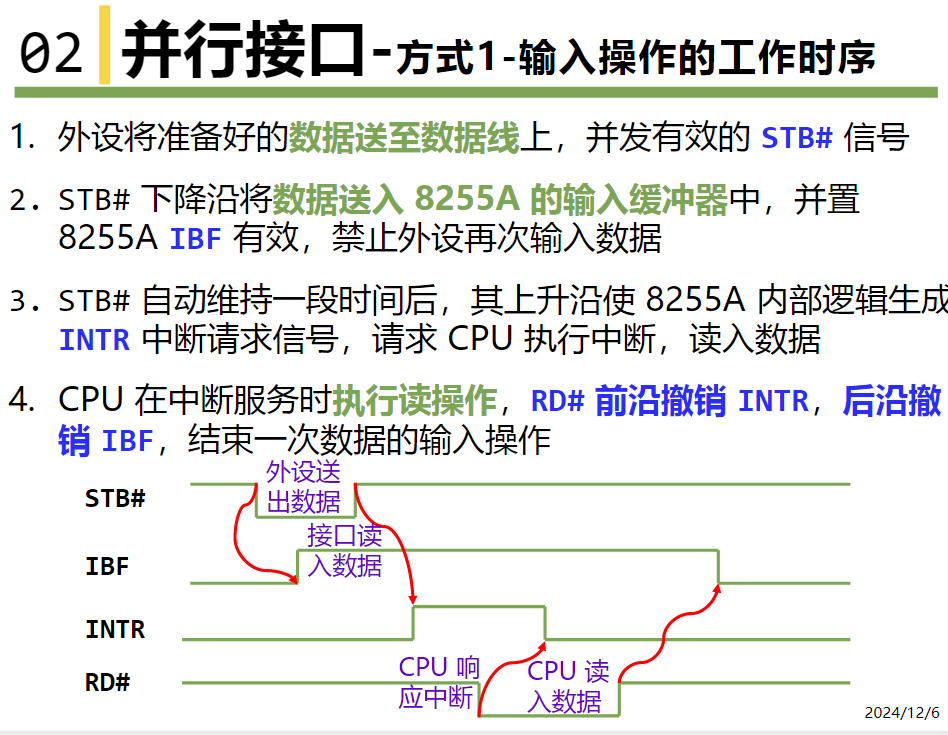 02 并行接口-方式1-输入操作的工作时序
1. 外设将准备好的数据送至数据线上，并发有效的 STB# 信号
2. STB# 下降沿将数据送入 8255A 的输入缓冲器中，并置
8255A IBF 有效，禁止外设再次输入数据
3. STB# 自动维持一段时间后，其上升沿使 8255A 内部逻辑生成
INTR 中断请求信号，请求 CPU 执行中断，读入数据
4. CPU 在中断服务时执行读操作，RD# 前沿撤销 INTR，后沿撤
销 IBF，结束一次数据的输入操作
外设送
出数据
STB#
接口读
入数据
IBF
INTR
CPU 响
应中断
CPU 读
入数据
RD#
2024/12/6